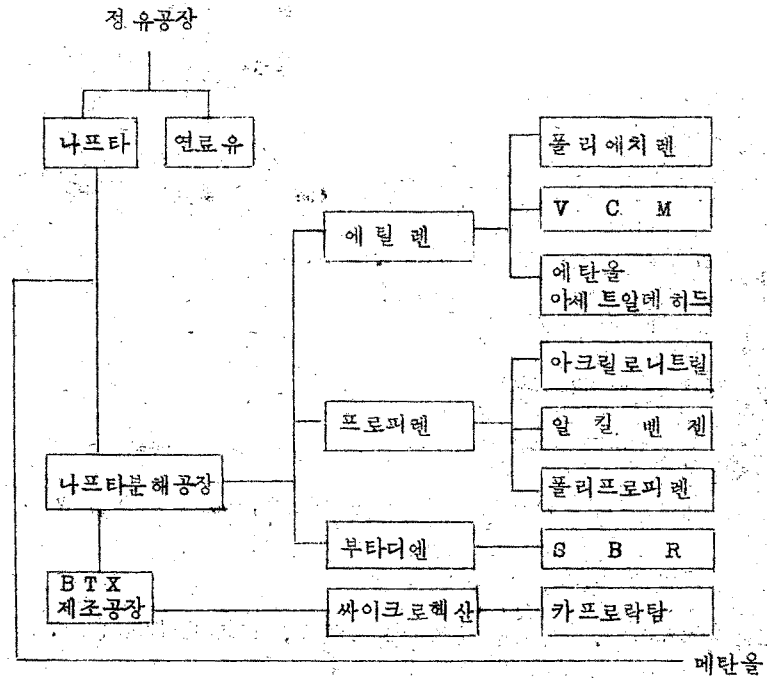 정유공장
나프타
연료유
에틸렌
폴리에치렌
V C M
에탄올
아세트알데히드
프로피렌
아크릴로니트릴
알킬벤젠
폴리프로피렌
나프타분해공장
부타디엔
S B R
BTX
제조공장
싸이크로헥산
카프로락탐
메탄올